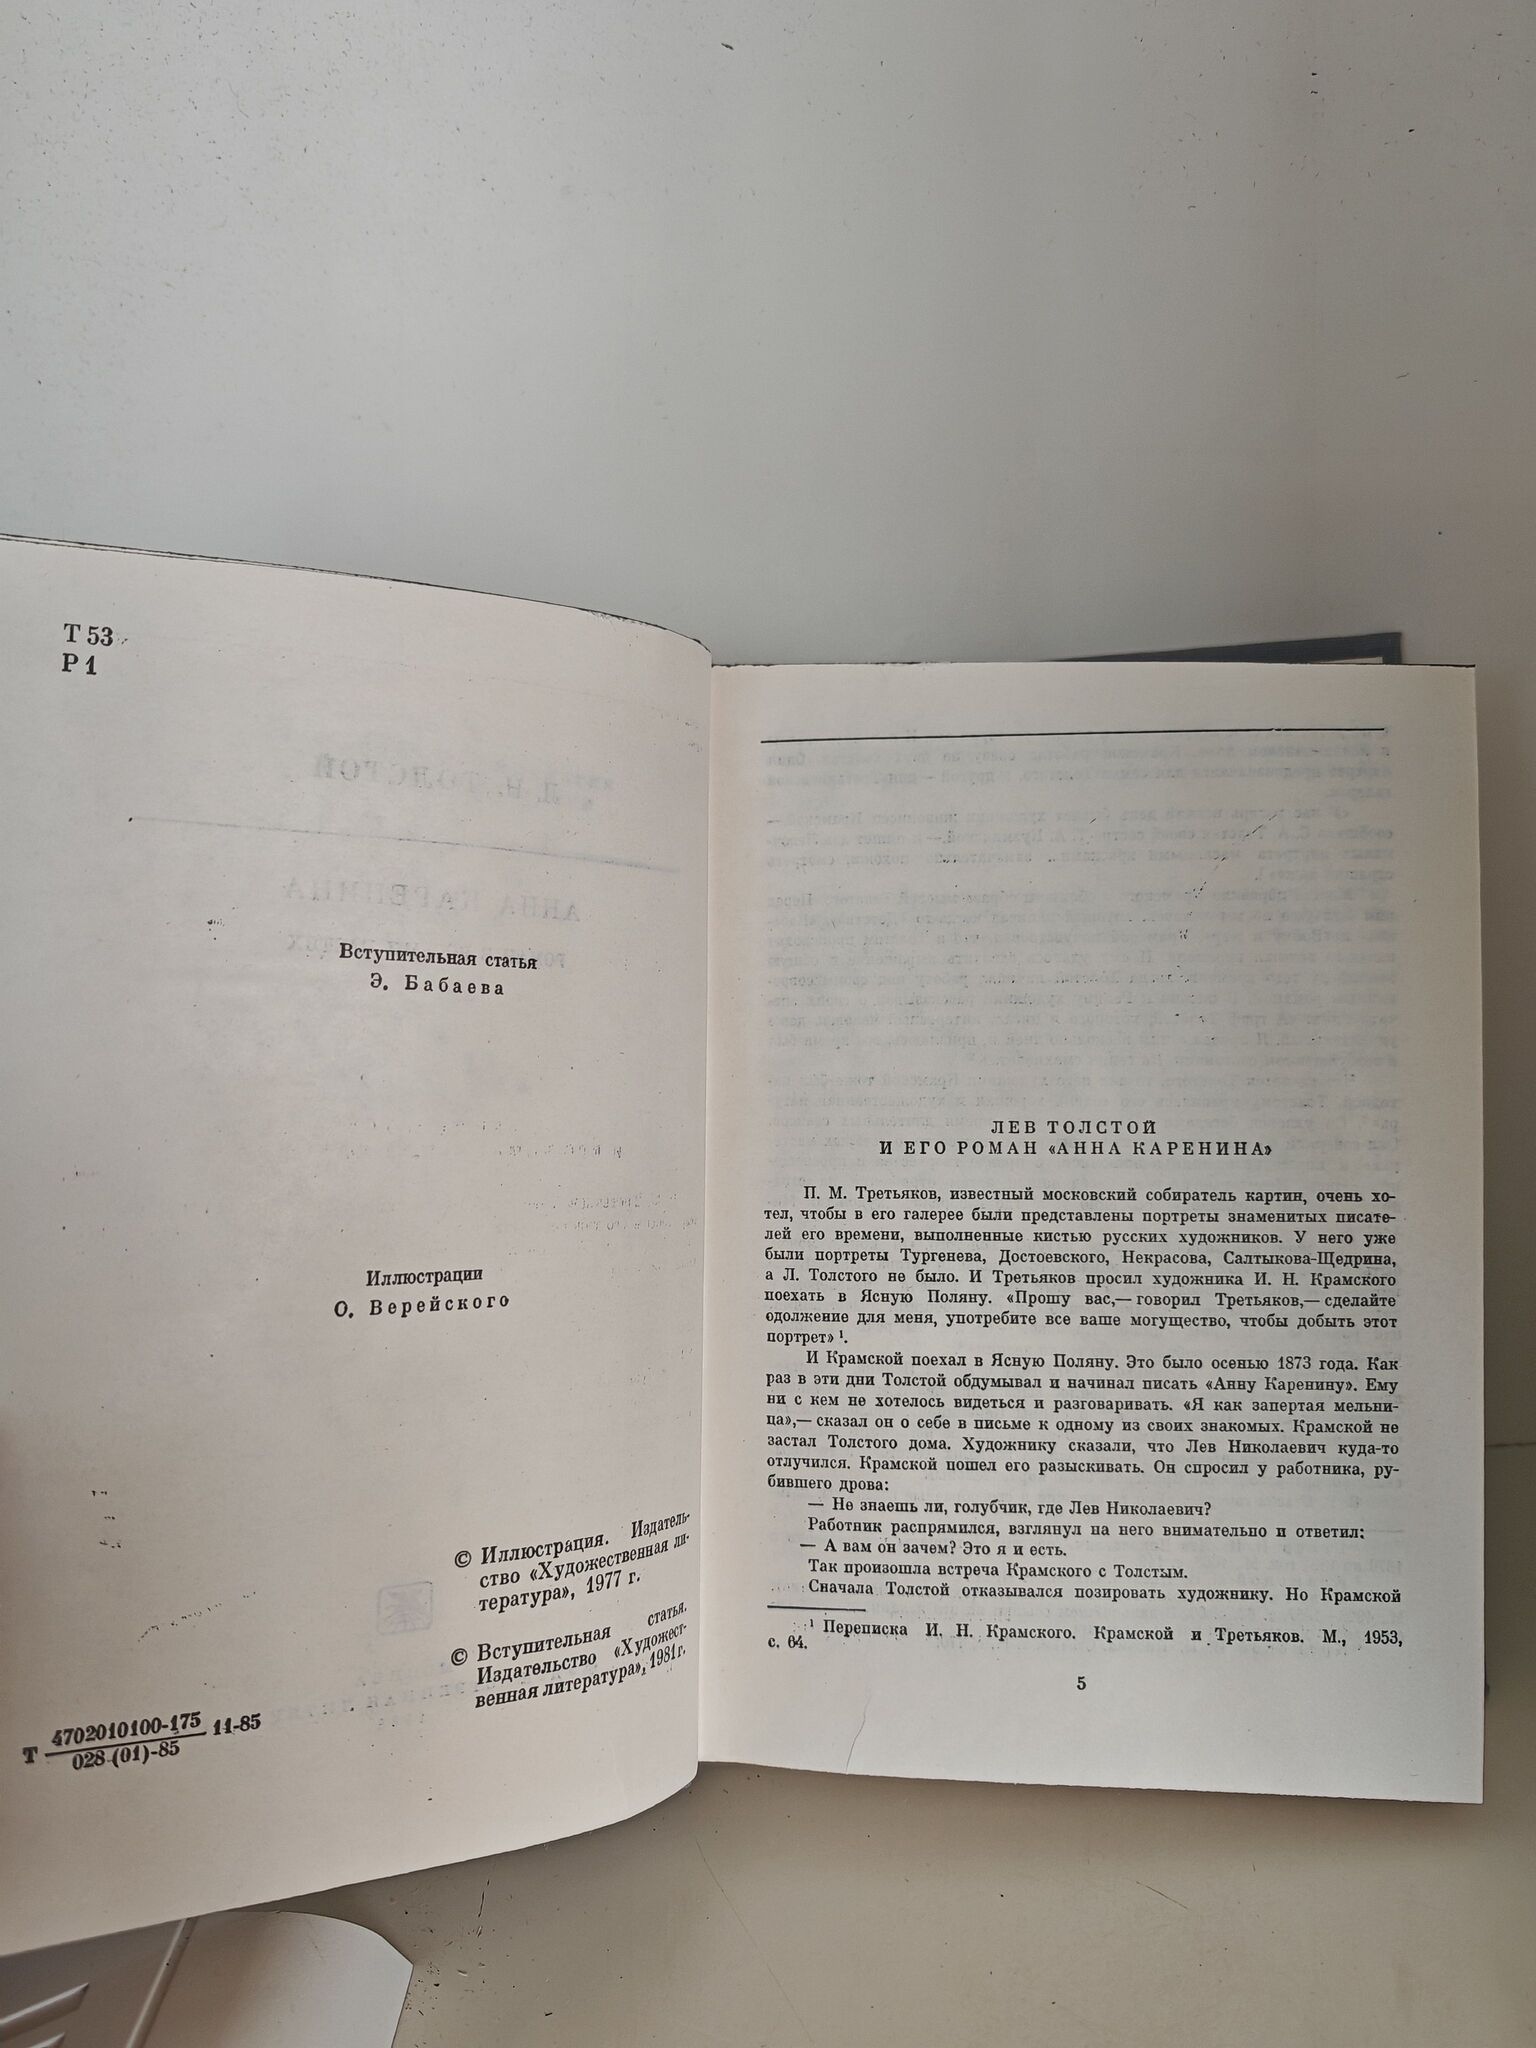 Т 53
Р 1
Вступительная статья
Э. Бабаева
Иллюстрации
О. Верейского
© Иллюстрация. Издатель-
ство «Художественная ли-
тература», 1977 г.
© Вступительная статья.
Издательство «Художест-
венная литература», 1981 г.
Т 4702010100-175 11-85
028 (01)-85
ЛЕВ ТОЛСТОЙ
И ЕГО РОМАН «АННА КАРЕНИНА»
П. М. Третьяков, известный московский собиратель картин, очень хо-
тел, чтобы в его галерее были представлены портреты знаменитых писате-
лей его времени, выполненные кистью русских художников. У него уже
были портреты Тургенева, Достоевского, Некрасова, Салтыкова-Щедрина,
а Л. Толстого не было. И Третьяков просил художника И. Н. Крамского
поехать в Ясную Поляну. «Прошу вас,— говорил Третьяков,— сделайте
одолжение для меня, употребите все ваше могущество, чтобы добыть этот
портрет» ¹.
И Крамской поехал в Ясную Поляну. Это было осенью 1873 года. Как
раз в эти дни Толстой обдумывал и начинал писать «Анну Каренину». Ему
ни с кем не хотелось видеться и разговаривать. «Я как запертая мельни-
ца»,— сказал он о себе в письме к одному из своих знакомых. Крамской не
застал Толстого дома. Художнику сказали, что Лев Николаевич куда-то
отлучился. Крамской пошел его разыскивать. Он спросил у работника, ру-
бившего дрова:
— Не знаешь ли, голубчик, где Лев Николаевич?
Работник распрямился, взглянул на него внимательно и ответил:
— А вам он зачем? Это я и есть.
Так произошла встреча Крамского с Толстым.
Сначала Толстой отказывался позировать художнику. Но Крамской
¹ Переписка И. Н. Крамского. Крамской и Третьяков. М., 1953,
с. 64.
5